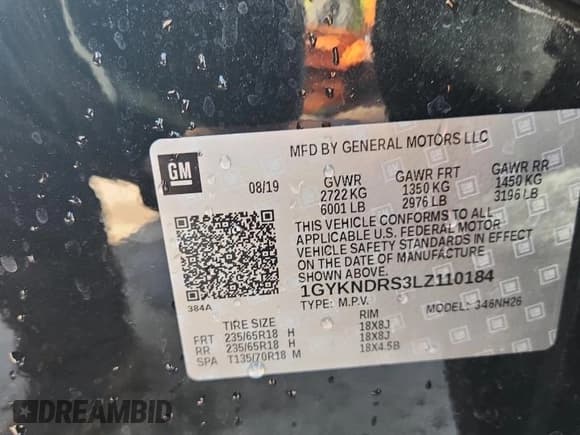 MFD BY GENERAL MOTORS LLC
GM
08/19
GVWR GAWR FRT GAWR RR
2722 KG 1350 KG 1450 KG
6001 LB 2976 LB 3196 LB
THIS VEHICLE CONFORMS TO ALL
APPLICABLE U.S. FEDERAL MOTOR
VEHICLE SAFETY STANDARDS IN EFFECT
ON THE DATE OF MANUFACTURE
SHOWN ABOVE.
384A
1GYKNDRS3LZ110184
TYPE: M.P.V. MODEL: 346NH26
TIRE SIZE RIM
FRT 235/65R18 H 18X8J
RR 235/65R18 H 18X8J
SPA T135/70R18 M 18X4.5B
DREAMBID